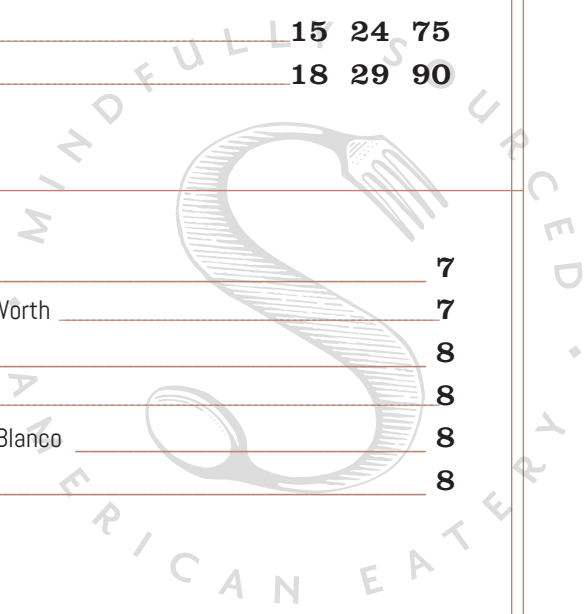 15 24 75
18 29 90
7
Worth 7
8
8
Blanco 8
8
MINDFULLY SOURCED • AMERICAN EATERY •